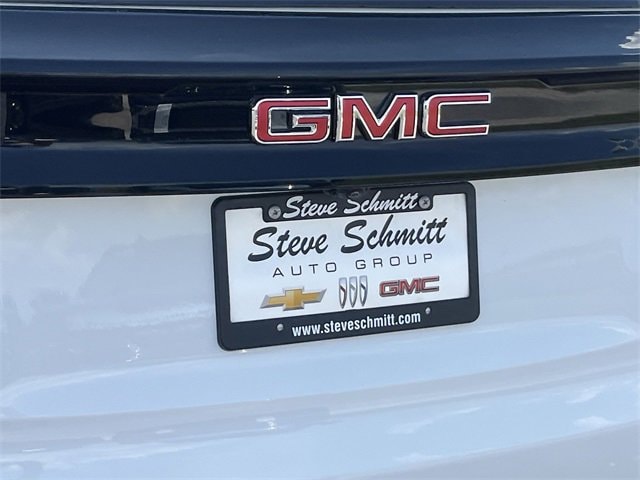 GMC
Steve Schmitt
Steve Schmitt
AUTO GROUP
GMC
www.steveschmitt.com